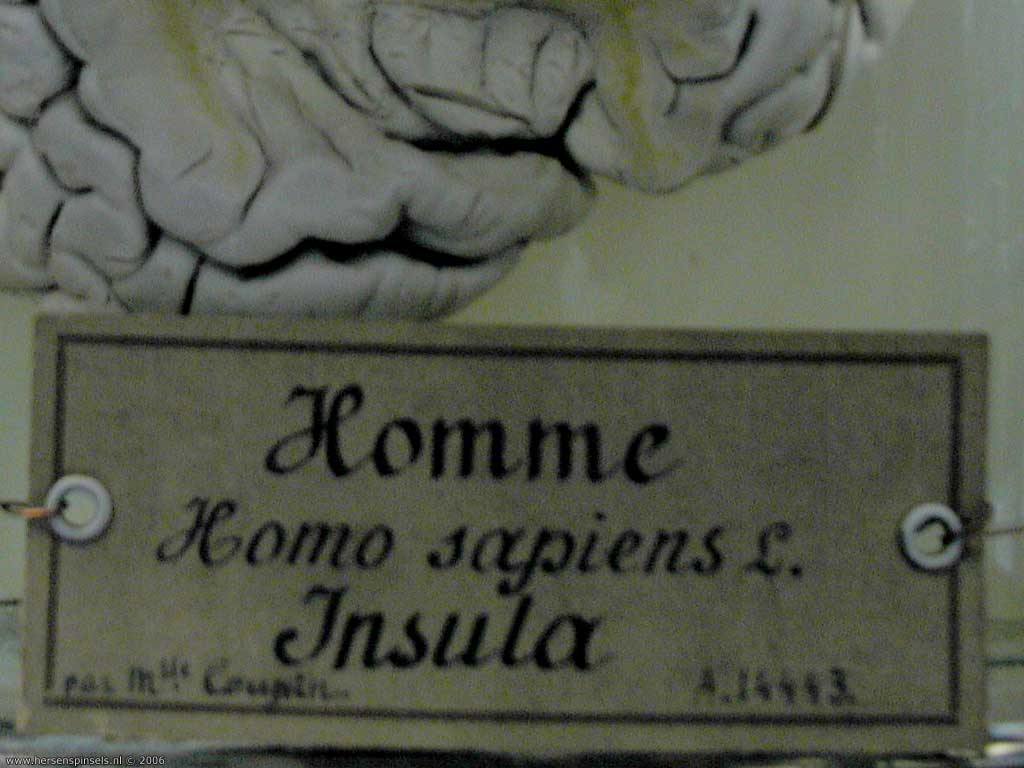 Homme
Homo sapiens L.
Insula
par Mlle Coupin. A.14443.
www.hersenspinsels.nl © 2006